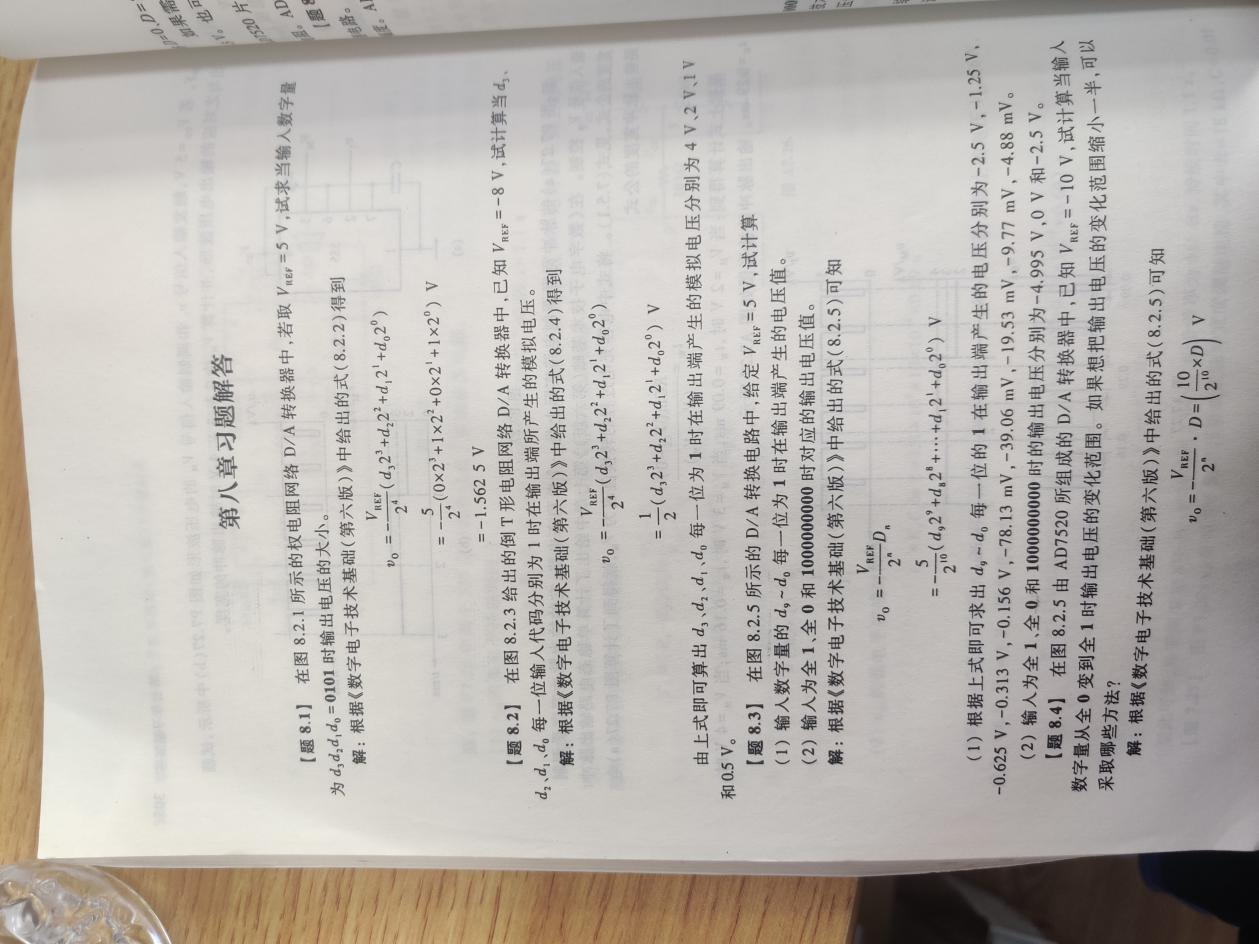 第八章习题解答
【题 8.1】 在图 8.2.1 所示的权电阻网络 D/A 转换器中,若取 V_REF = 5 V,试求当输入数字量
为 d₃d₂d₁d₀ = 0101 时输出电压的大小。
解:根据《数字电子技术基础(第六版)》中给出的式(8.2.2)得到
v_O = -V_REF/2⁴ (d₃2³+d₂2²+d₁2¹+d₀2⁰)
= -5/2⁴ (0×2³+1×2²+0×2¹+1×2⁰) V
= -1.562 5 V
【题 8.2】 在图 8.2.3 给出的倒 T 形电阻网络 D/A 转换器中,已知 V_REF = -8 V,试计算当 d₃、
d₂、d₁、d₀ 每一位输入代码分别为 1 时在输出端所产生的模拟电压。
解:根据《数字电子技术基础(第六版)》中给出的式(8.2.4)得到
v_O = -V_REF/2⁴ (d₃2³+d₂2²+d₁2¹+d₀2⁰)
= 1/2 (d₃2³+d₂2²+d₁2¹+d₀2⁰) V
由上式即可算出 d₃、d₂、d₁、d₀ 每一位为 1 时在输出端产生的模拟电压分别为 4 V、2 V、1 V
和 0.5 V。
【题 8.3】 在图 8.2.5 所示的 D/A 转换电路中,给定 V_REF = 5 V,试计算
(1) 输入数字量的 d₉~d₀ 每一位为 1 时在输出端产生的电压值。
(2) 输入为全 1、全 0 和 1000000000 时对应的输出电压值。
解:根据《数字电子技术基础(第六版)》中给出的式(8.2.5)可知
v_O = -V_REF/2ⁿ Dₙ
= -5/2¹⁰ (d₉2⁹+d₈2⁸+…+d₁2¹+d₀2⁰) V
(1) 根据上式即可求出 d₉~d₀ 每一位的 1 在输出端产生的电压分别为 -2.5 V,-1.25 V、
-0.625 V,-0.313 V,-0.156 V,-78.13 mV,-39.06 mV,-19.53 mV,-9.77 mV,-4.88 mV。
(2) 输入为全 1、全 0 和 1000000000 时的输出电压分别为 -4.995 V,0 V 和 -2.5 V。
【题 8.4】 在图 8.2.5 由 AD7520 所组成的 D/A 转换器中,已知 V_REF = -10 V,试计算当输入
数字量从全 0 变到全 1 时输出电压的变化范围。如果想把输出电压的变化范围缩小一半,可以
采取哪些方法?
解:根据《数字电子技术基础(第六版)》中给出的式(8.2.5)可知
v_O = -V_REF/2ⁿ · D = (10/2¹⁰ ×D) V